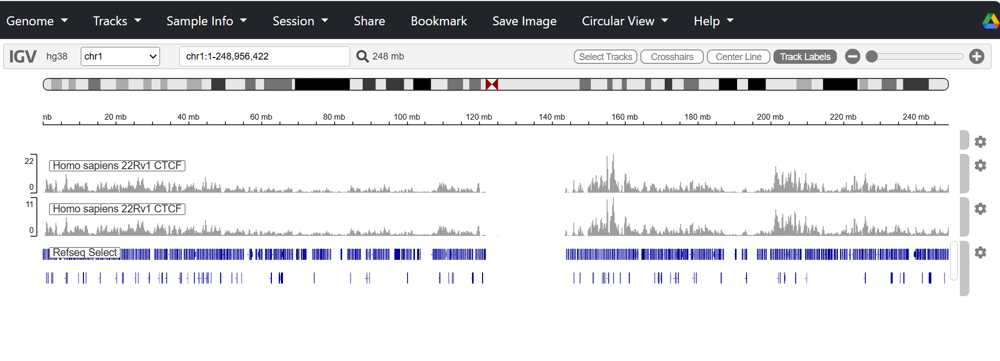 Genome Tracks Sample Info Session Share Bookmark Save Image Circular View Help
IGV hg38 chr1 chr1:1-248,956,422 248 mb Select Tracks Crosshairs Center Line Track Labels
mb 20 mb 40 mb 60 mb 80 mb 100 mb 120 mb 140 mb 160 mb 180 mb 200 mb 220 mb 240 mb
22
Homo sapiens 22Rv1 CTCF
0
11
Homo sapiens 22Rv1 CTCF
0
Refseq Select